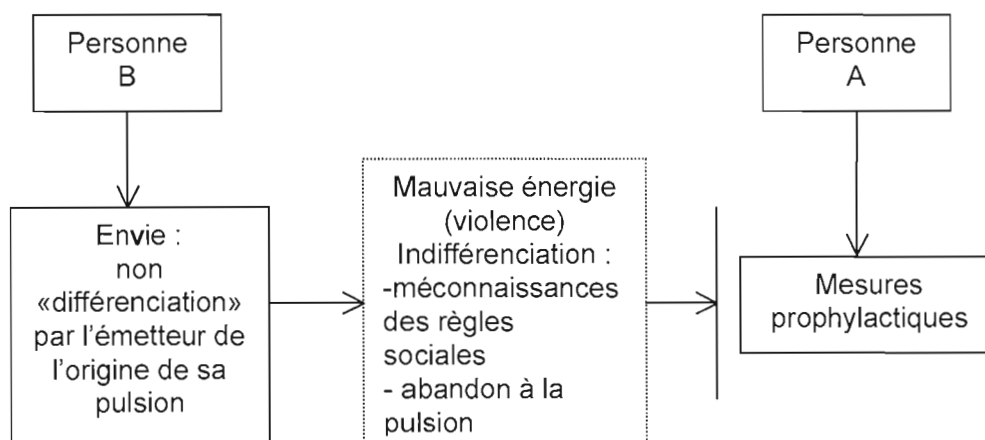 Personne
B
Personne
A
Envie :
non
«différenciation»
par l'émetteur de
l'origine de sa
pulsion
Mauvaise énergie
(violence)
Indifférenciation :
-méconnaissances
des règles
sociales
- abandon à la
pulsion
Mesures
prophylactiques